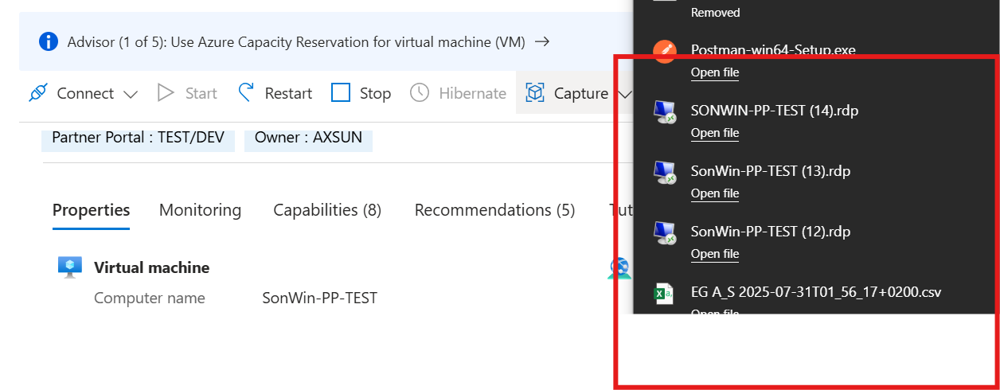 Advisor (1 of 5): Use Azure Capacity Reservation for virtual machine (VM) →
Connect Start Restart Stop Hibernate Capture
Partner Portal : TEST/DEV Owner : AXSUN
Properties Monitoring Capabilities (8) Recommendations (5) Tut
Virtual machine
Computer name SonWin-PP-TEST
Removed
Postman-win64-Setup.exe
Open file
SONWIN-PP-TEST (14).rdp
Open file
SonWin-PP-TEST (13).rdp
Open file
SonWin-PP-TEST (12).rdp
Open file
EG A_S 2025-07-31T01_56_17+0200.csv
Open file